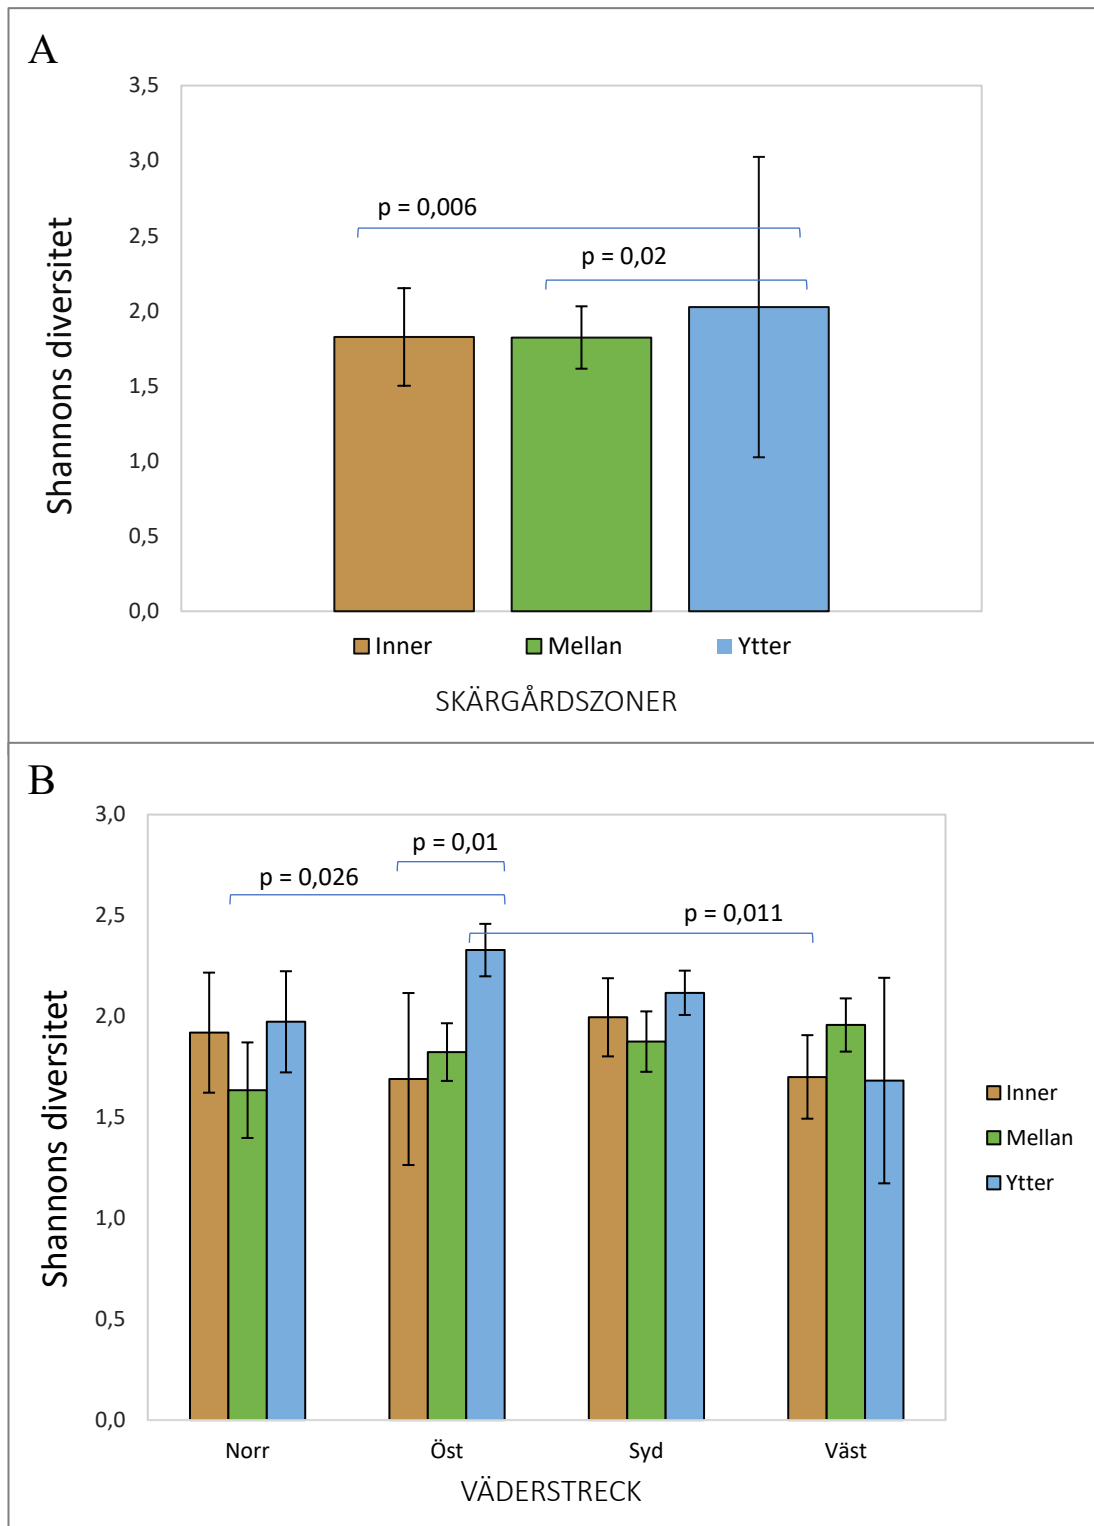 A
Shannons diversitet
3,5
3,0
2,5
2,0
1,5
1,0
0,5
0,0
p = 0,006
p = 0,02
Inner Mellan Ytter
SKÄRGÅRDSZONER
B
Shannons diversitet
3,0
2,5
2,0
1,5
1,0
0,5
0,0
p = 0,01
p = 0,026
p = 0,011
Inner
Mellan
Ytter
Norr Öst Syd Väst
VÄDERSTRECK